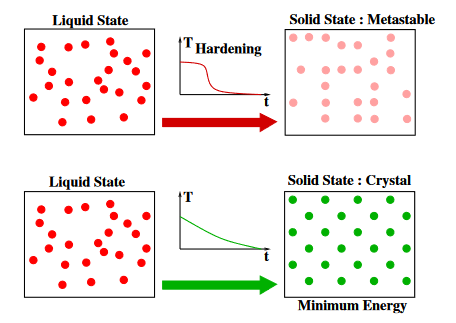 Liquid State
T
Hardening
t
Solid State : Metastable
Liquid State
T
t
Solid State : Crystal
Minimum Energy